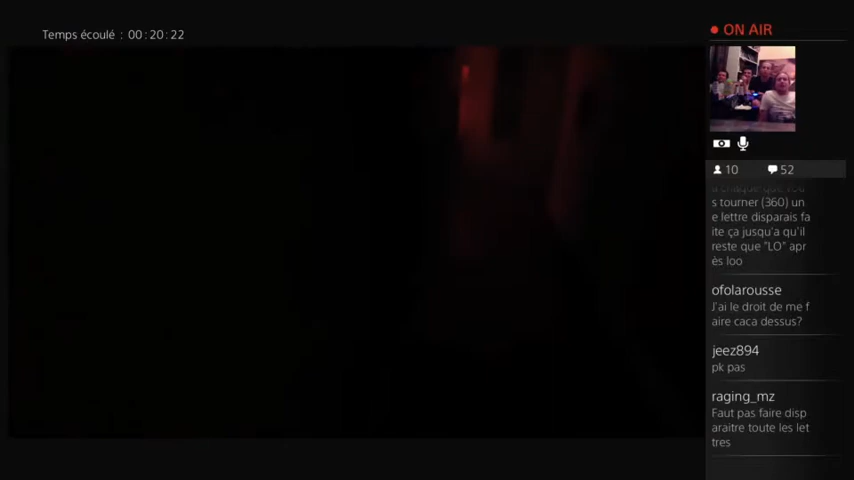 Temps écoulé : 00:20:22
ON AIR
10 52
s tourner (360) un
e lettre disparais fa
ite ça jusqu'a qu'il
reste que "LO" apr
ès loo
ofolarousse
J'ai le droit de me f
aire caca dessus?
jeez894
pk pas
raging_mz
Faut pas faire disp
araitre toute les let
tres